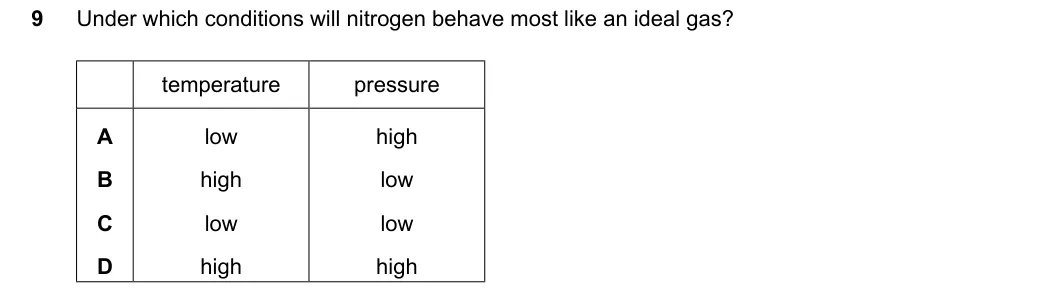 9 Under which conditions will nitrogen behave most like an ideal gas?
temperature pressure
A low high
B high low
C low low
D high high